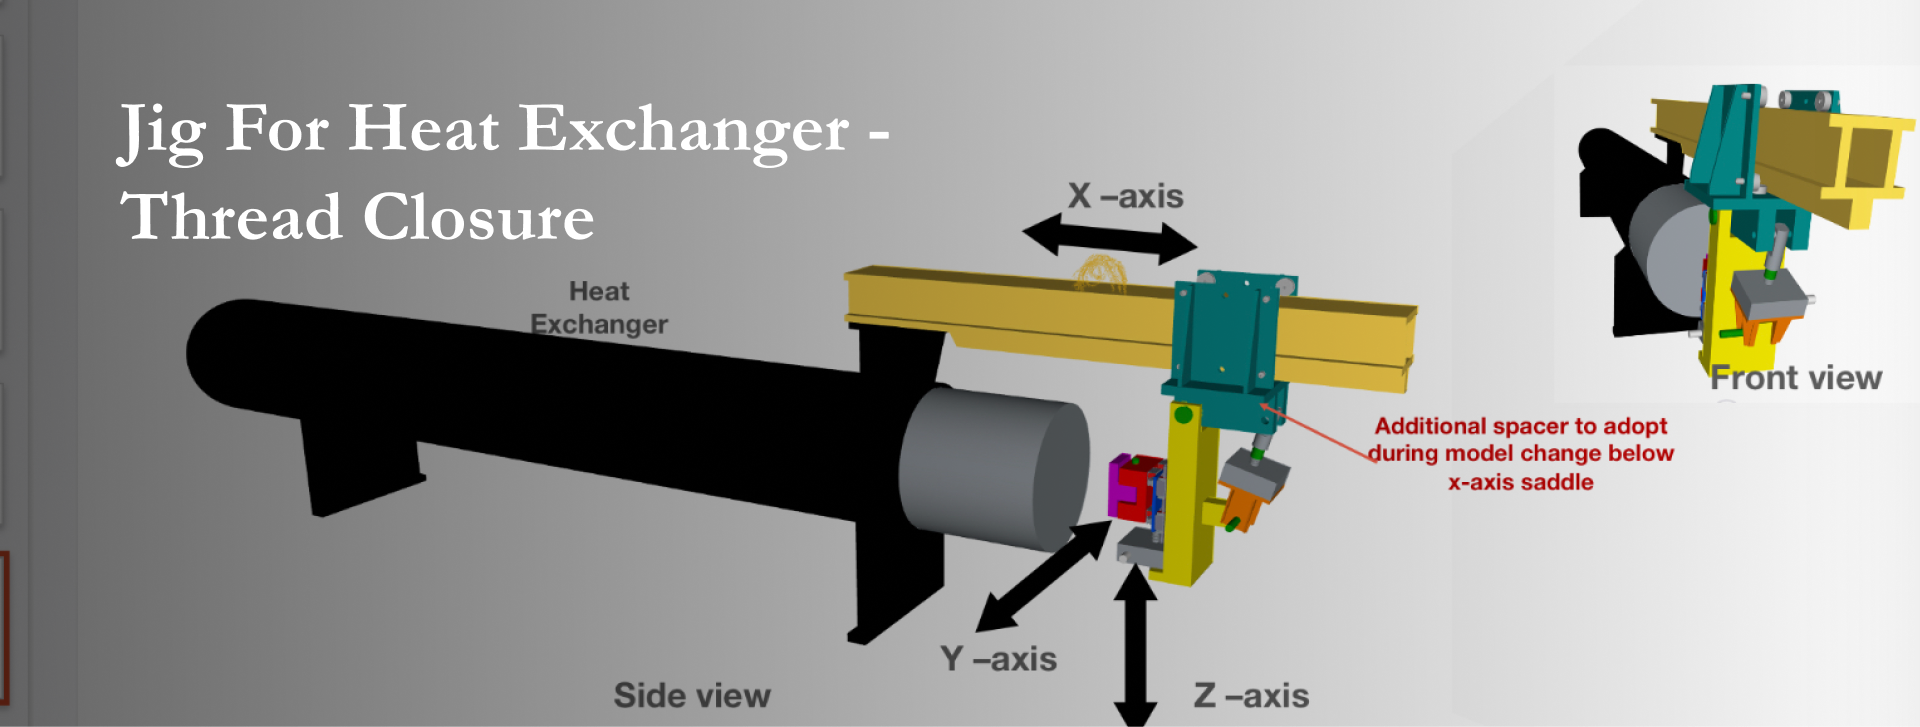 Jig For Heat Exchanger -
Thread Closure
X –axis
Heat
Exchanger
Front view
Additional spacer to adopt
during model change below
x-axis saddle
Y –axis
Side view
Z –axis